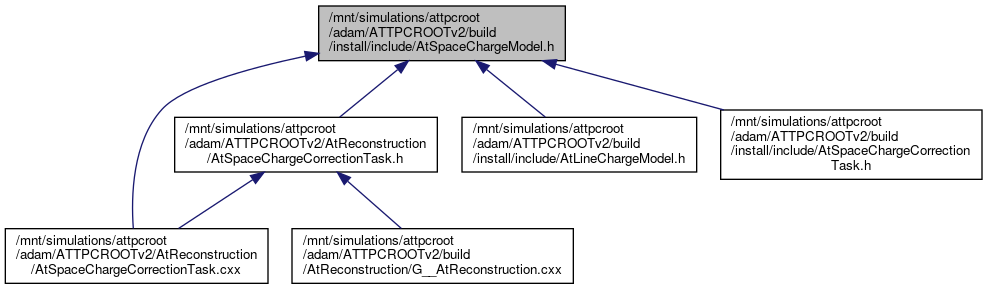 /mnt/simulations/attpcroot
/adam/ATTPCROOTv2/build
/install/include/AtSpaceChargeModel.h
/mnt/simulations/attpcroot
/adam/ATTPCROOTv2/AtReconstruction
/AtSpaceChargeCorrectionTask.h
/mnt/simulations/attpcroot
/adam/ATTPCROOTv2/build
/install/include/AtLineChargeModel.h
/mnt/simulations/attpcroot
/adam/ATTPCROOTv2/build
/install/include/AtSpaceChargeCorrection
Task.h
/mnt/simulations/attpcroot
/adam/ATTPCROOTv2/AtReconstruction
/AtSpaceChargeCorrectionTask.cxx
/mnt/simulations/attpcroot
/adam/ATTPCROOTv2/build
/AtReconstruction/G__AtReconstruction.cxx